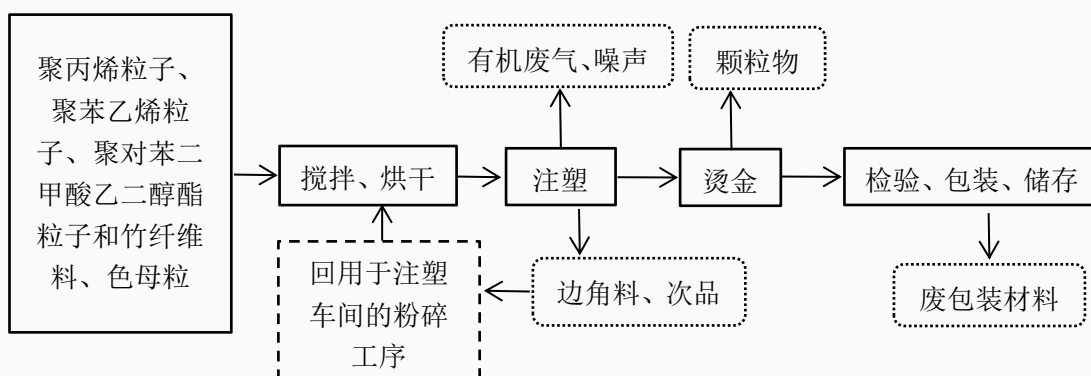 聚丙烯粒子、
聚苯乙烯粒
子、聚对苯二
甲酸乙二醇酯
粒子和竹纤维
料、色母粒
有机废气、噪声
颗粒物
搅拌、烘干
注塑
烫金
检验、包装、储存
回用于注塑
车间的粉碎
工序
边角料、次品
废包装材料